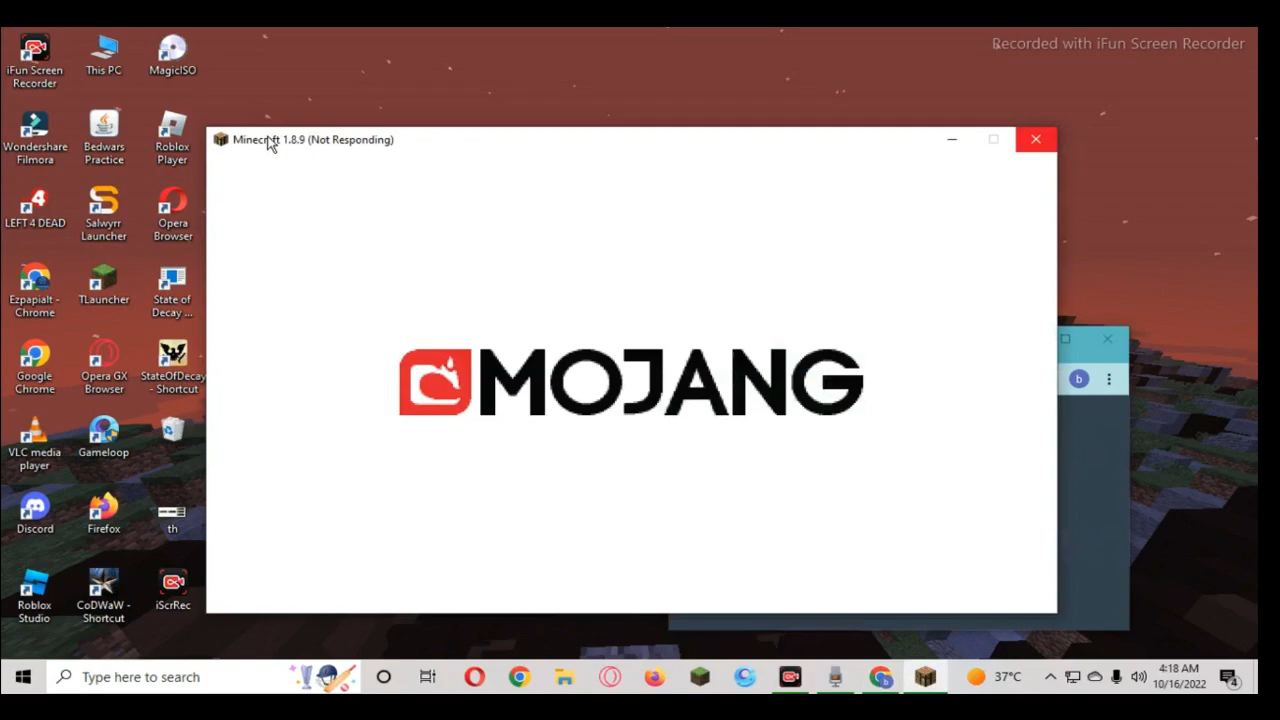 Recorded with iFun Screen Recorder
iFun Screen
Recorder
This PC
MagicISO
Wondershare
Filmora
Bedwars
Practice
Roblox
Player
LEFT 4 DEAD
Salwyrr
Launcher
Opera
Browser
Ezpapialt -
Chrome
TLauncher
State of
Decay ...
Google
Chrome
Opera GX
Browser
StateOfDecay
- Shortcut
VLC media
player
Gameloop
Discord
Firefox
th
Roblox
Studio
CoDWaW -
Shortcut
iScrRec
Minecraft 1.8.9 (Not Responding)
MOJANG
b
Type here to search
37°C
4:18 AM
10/16/2022
4